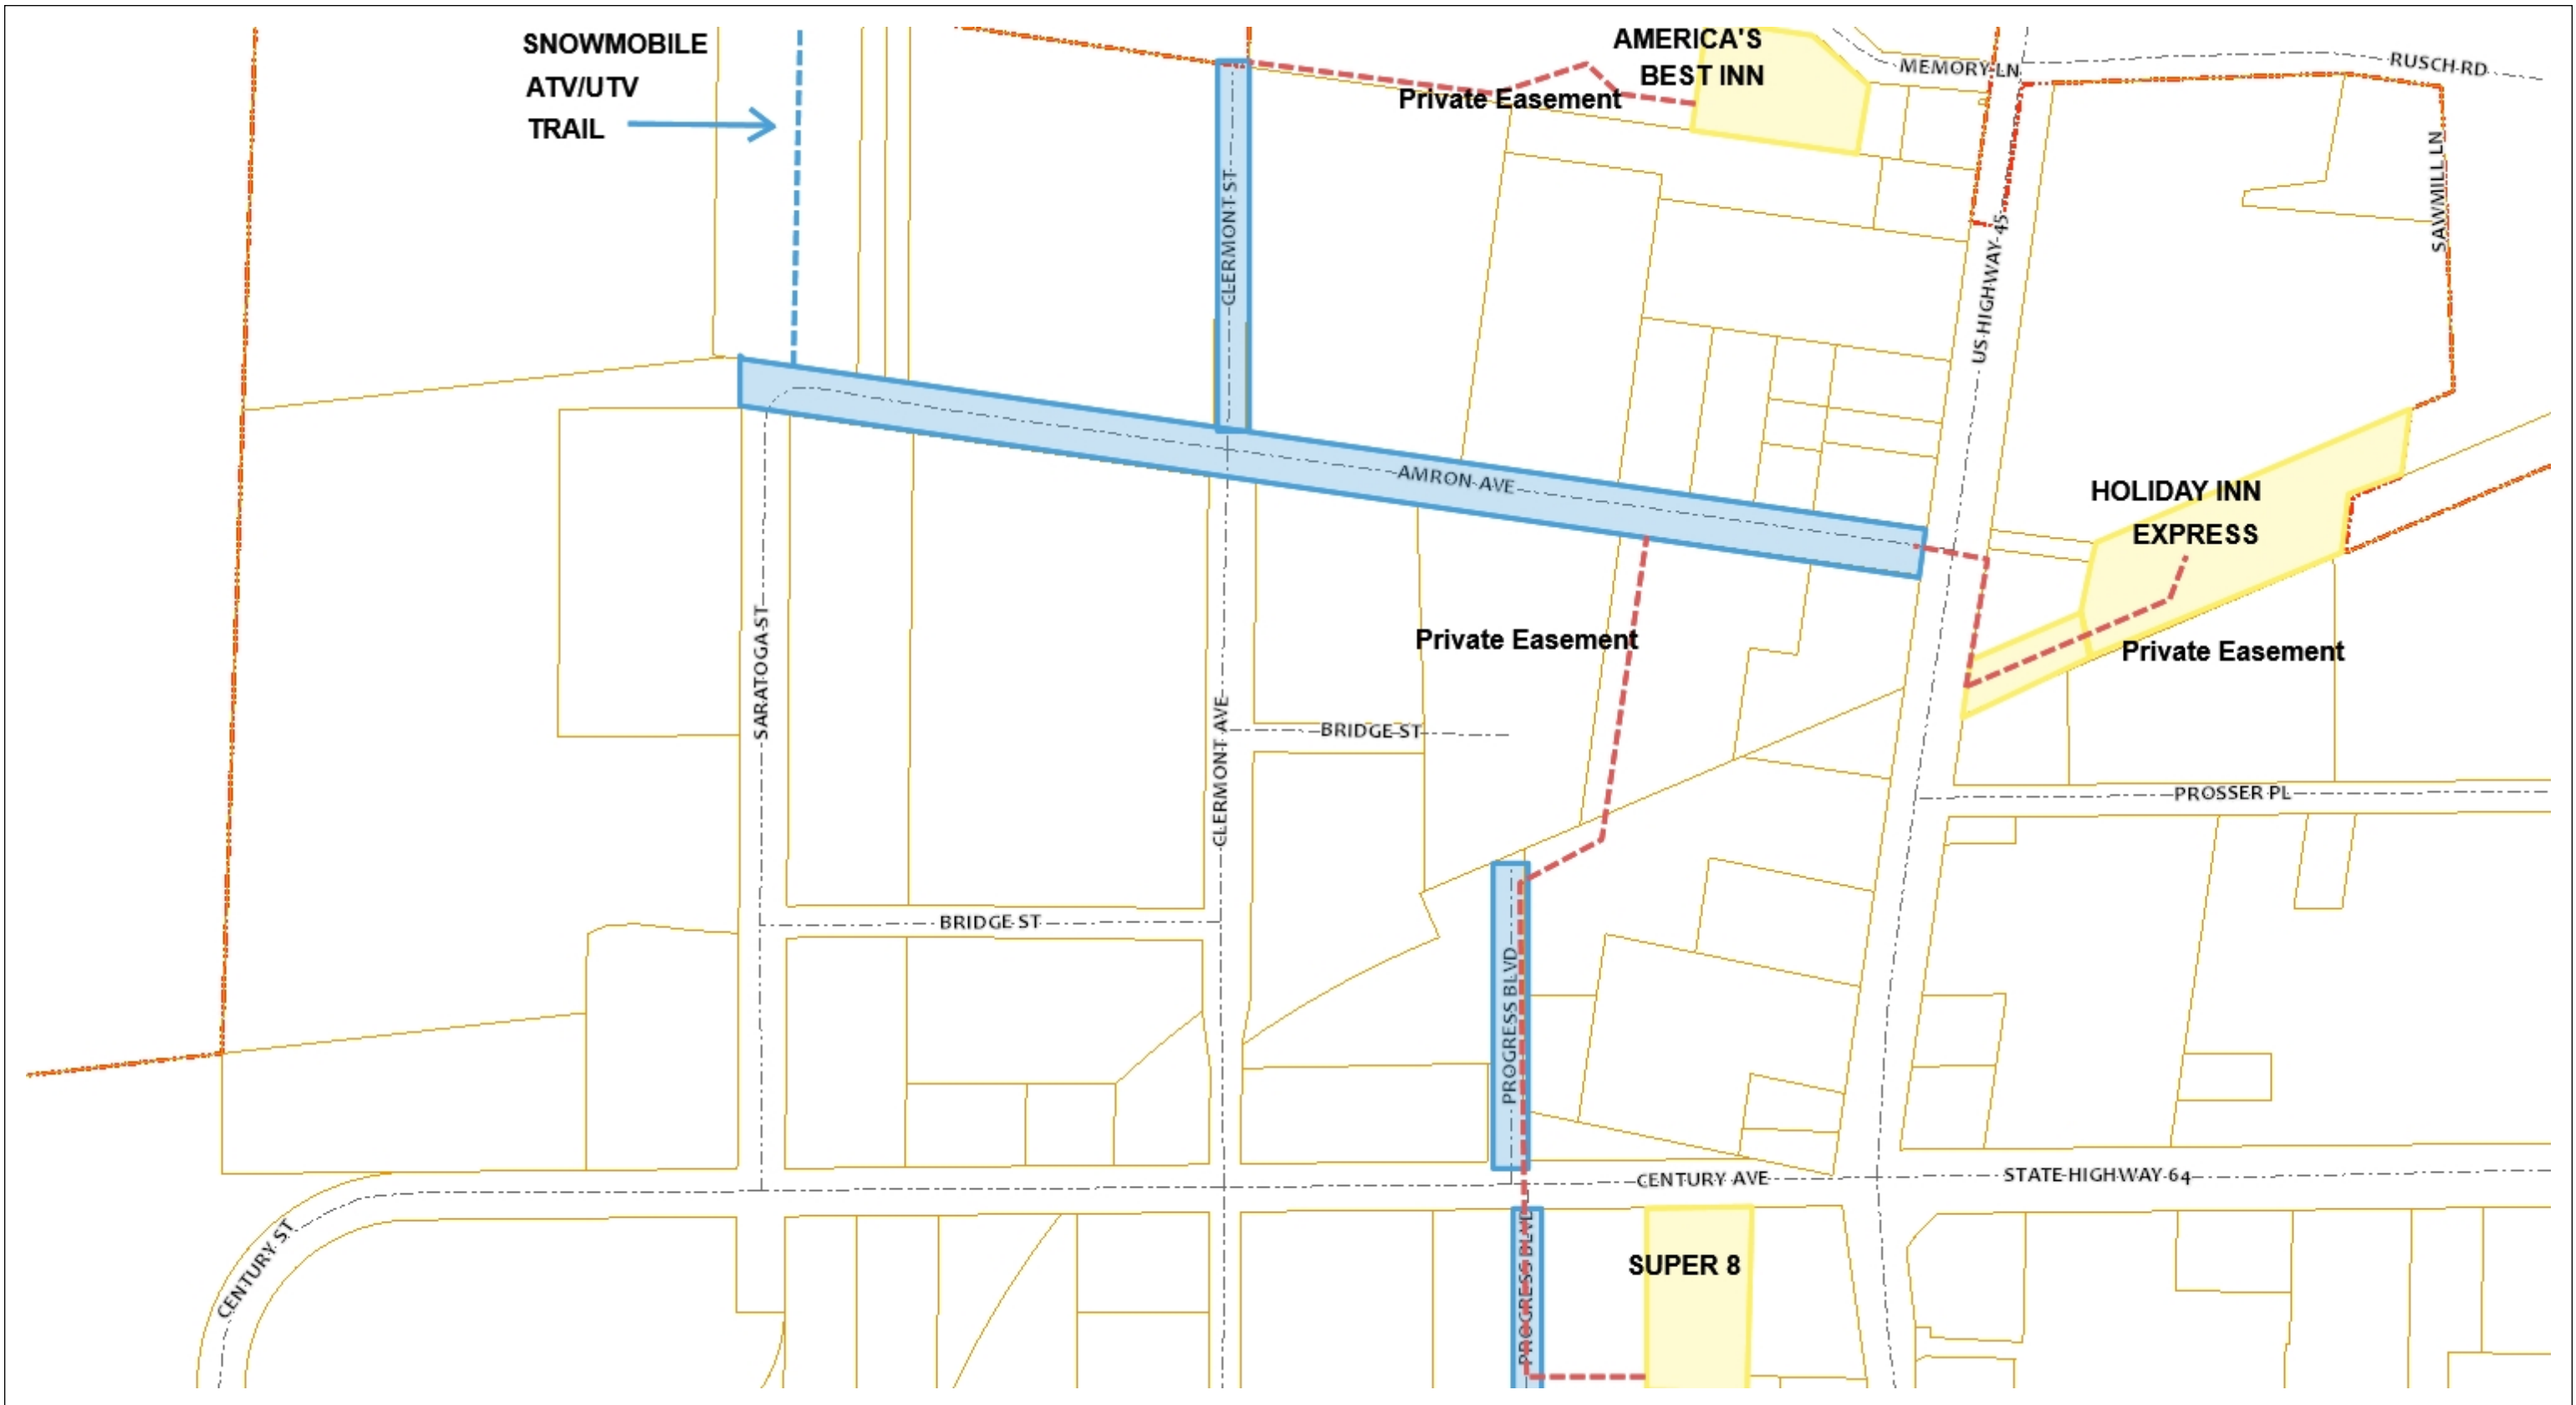 SNOWMOBILE
ATV/UTV
TRAIL
AMERICA'S
BEST INN
Private Easement
MEMORY LN
RUSCH RD
SAWMILL LN
CLERMONT ST
US HIGHWAY 45
AMRON AVE
HOLIDAY INN
EXPRESS
Private Easement
Private Easement
SARATOGA ST
CLERMONT AVE
BRIDGE ST
PROSSER PL
BRIDGE ST
PROGRESS BLVD
CENTURY AVE
STATE HIGHWAY 64
CENTURY ST
PROGRESS BLVD
SUPER 8